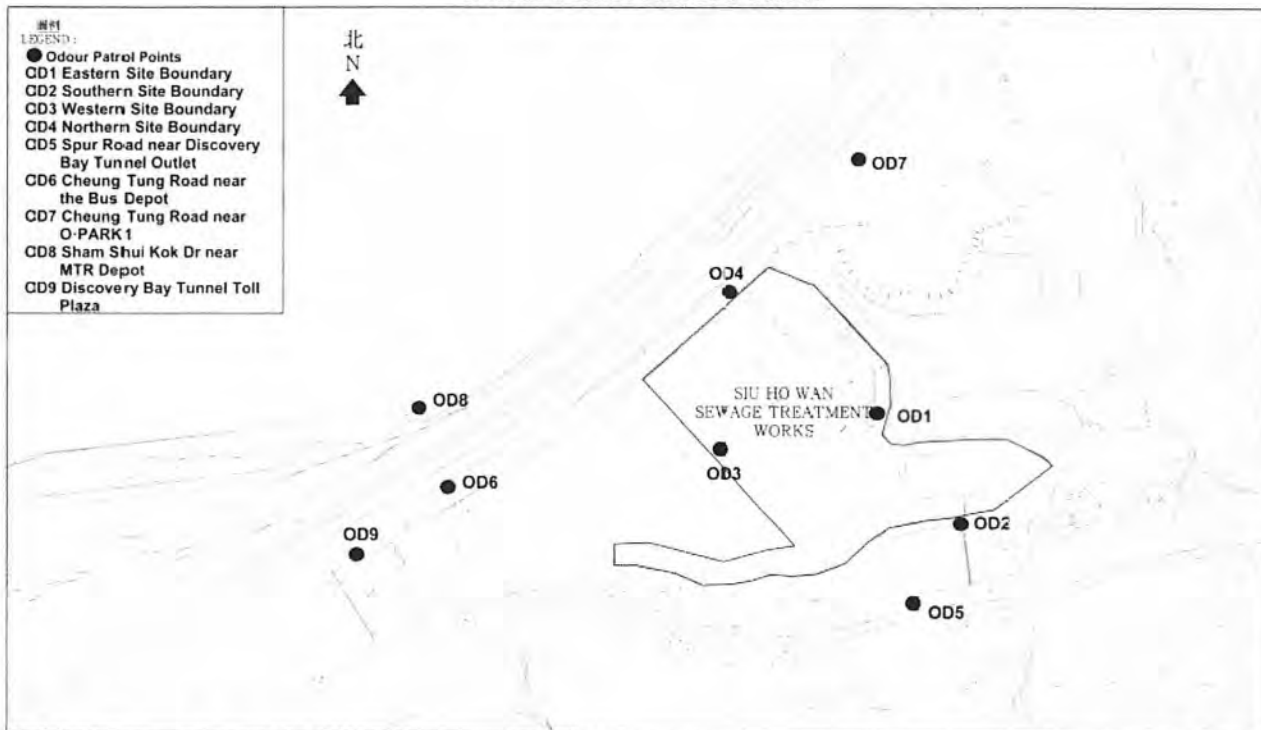 圖例
LEGEND:
Odour Patrol Points
OD1 Eastern Site Boundary
OD2 Southern Site Boundary
OD3 Western Site Boundary
OD4 Northern Site Boundary
OD5 Spur Road near Discovery
Bay Tunnel Outlet
OD6 Cheung Tung Road near
the Bus Depot
OD7 Cheung Tung Road near
O·PARK1
OD8 Sham Shui Kok Dr near
MTR Depot
OD9 Discovery Bay Tunnel Toll
Plaza
北
N
OD7
OD4
OD8
SIU HO WAN
SEWAGE TREATMENT
WORKS
OD1
OD3
OD6
OD2
OD9
OD5